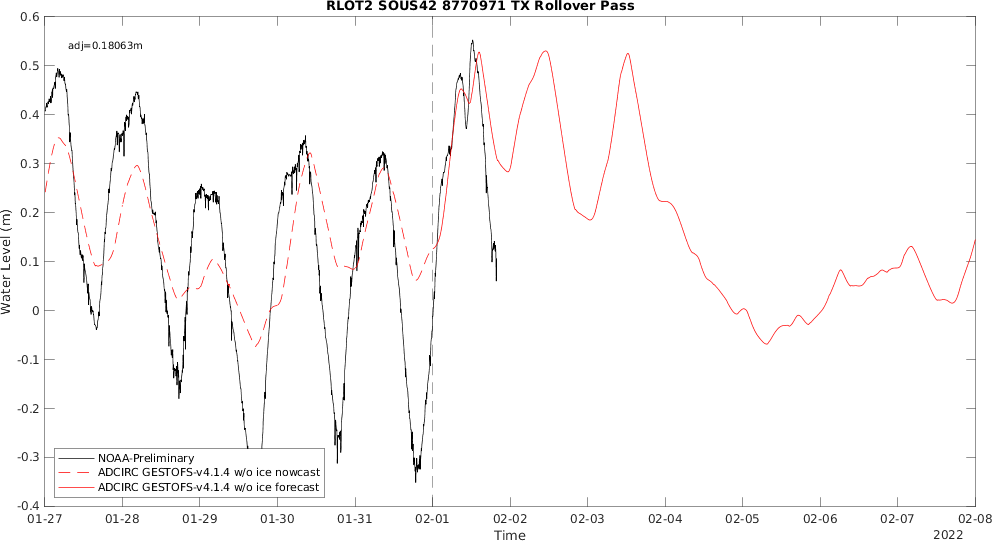 RLOT2 SOUS42 8770971 TX Rollover Pass
adj=0.18063m
0.6
0.5
0.4
0.3
0.2
0.1
0
-0.1
-0.2
-0.3
-0.4
Water Level (m)
NOAA-Preliminary
ADCIRC GESTOFS-v4.1.4 w/o ice nowcast
ADCIRC GESTOFS-v4.1.4 w/o ice forecast
01-27 01-28 01-29 01-30 01-31 02-01 02-02 02-03 02-04 02-05 02-06 02-07 02-08
Time
2022